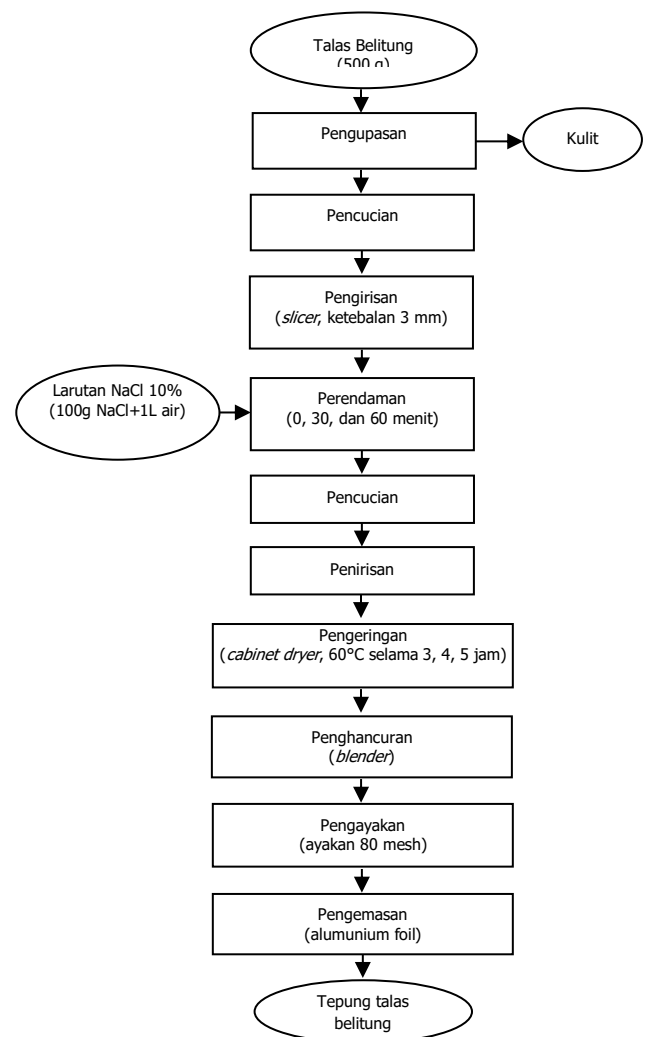 Talas Belitung
(500 g)
Pengupasan
Kulit
Pencucian
Pengirisan
(slicer, ketebalan 3 mm)
Larutan NaCl 10%
(100g NaCl+1L air)
Perendaman
(0, 30, dan 60 menit)
Pencucian
Penirisan
Pengeringan
(cabinet dryer, 60°C selama 3, 4, 5 jam)
Penghancuran
(blender)
Pengayakan
(ayakan 80 mesh)
Pengemasan
(alumunium foil)
Tepung talas
belitung